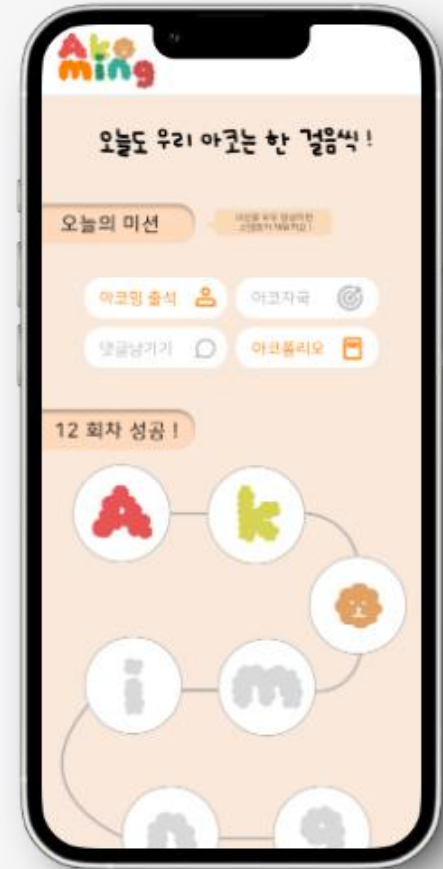 Ako
ming
오늘도 우리 아코는 한 걸음씩 !
오늘의 미션
아코밍 출석
아코자국
댓글남기기
아코폴리오
12 회차 성공 !
A k
i m
n g